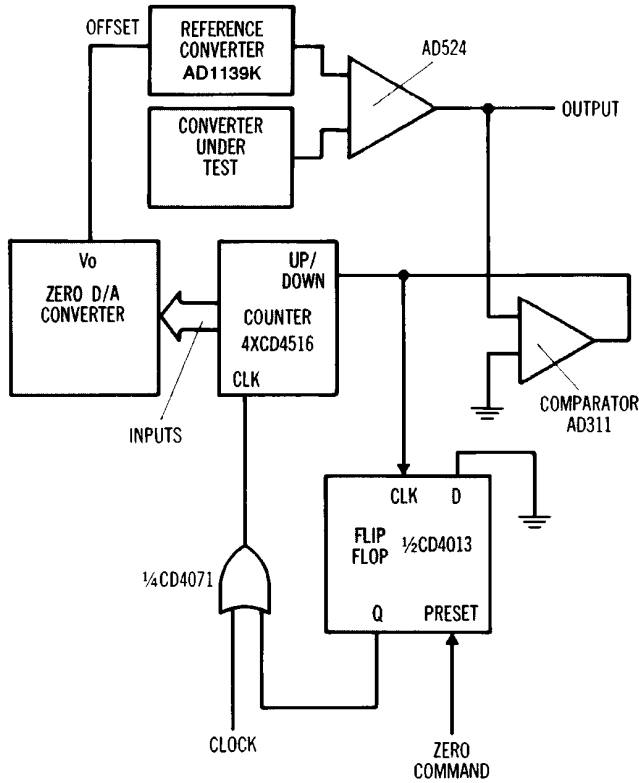 OFFSET
REFERENCE
CONVERTER
AD1139K
AD524
OUTPUT
CONVERTER
UNDER
TEST
Vo
ZERO D/A
CONVERTER
UP/
DOWN
COUNTER
4XCD4516
CLK
INPUTS
COMPARATOR
AD311
CLK D
FLIP
FLOP
½CD4013
Q PRESET
¼CD4071
CLOCK
ZERO
COMMAND